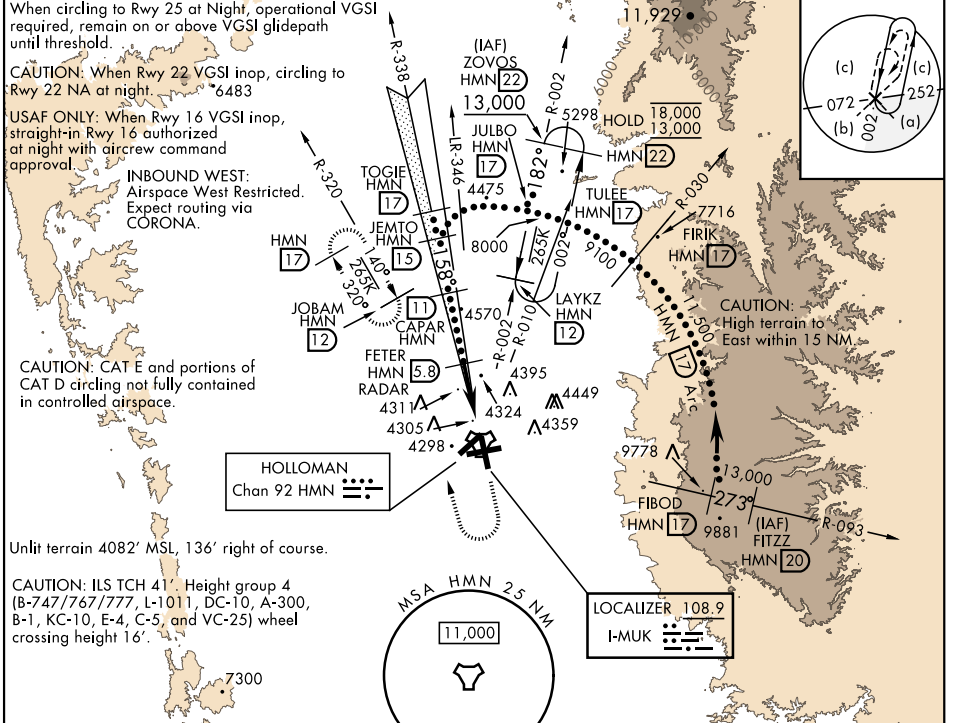 When circling to Rwy 25 at Night, operational VGSI
required, remain on or above VGSI glidepath
until threshold.
CAUTION: When Rwy 22 VGSI inop, circling to
Rwy 22 NA at night.
6483
USAF ONLY: When Rwy 16 VGSI inop,
straight-in Rwy 16 authorized
at night with aircrew command
approval.
INBOUND WEST:
Airspace West Restricted.
Expect routing via
CORONA.
R-338
R-346
R-320
(IAF)
ZOVOS
HMN 22
13,000
R-002
5298
HOLD 18,000
13,000
HMN 22
11,929
10,000
8000
6000
(c)
(c)
072
252
(b)
(a)
002°
JULBO
HMN
17
4475
182°
TOGIE
HMN
17
TULEE
HMN 17
R-030
7716
FIRIK
HMN 17
JEMTO
HMN
15
158°
8000
265K
002°
9100
HMN
17
140°
265K
320°
JOBAM
HMN
12
11
CAPAR
HMN
4570
R-002
R-010
LAYKZ
HMN
12
11,500
HMN 17 Arc
CAUTION:
High terrain to
East within 15 NM.
CAUTION: CAT E and portions of
CAT D circling not fully contained
in controlled airspace.
FETER
HMN 5.8
RADAR
4395
4311
4324
4449
4305
4359
4298
HOLLOMAN
Chan 92 HMN
9778
13,000
273°
FIBOD
HMN 17
9881
(IAF)
FITZZ
HMN
20
R-093
Unlit terrain 4082' MSL, 136' right of course.
CAUTION: ILS TCH 41'. Height group 4
(B-747/767/777, L-1011, DC-10, A-300,
B-1, KC-10, E-4, C-5, and VC-25) wheel
crossing height 16'.
MSA HMN 25 NM
11,000
LOCALIZER 108.9
I-MUK
7300